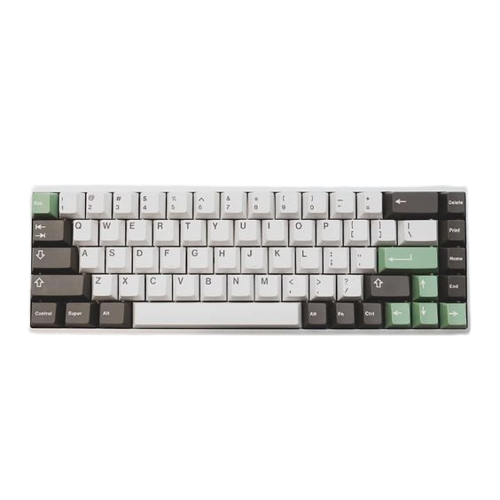 Esc ! 1 @ 2 # 3 $ 4 % 5 ^ 6 & 7 * 8 ( 9 ) 0 - + = ← Delete
Q W E R T Y U I O P [ ] \ Print
A S D F G H J K L : ; " ' Home
⇧ Z X C V B N M < , > . ? / ⇧ ↑ End
Control Super Alt Alt Fn Ctrl ← ↓ →